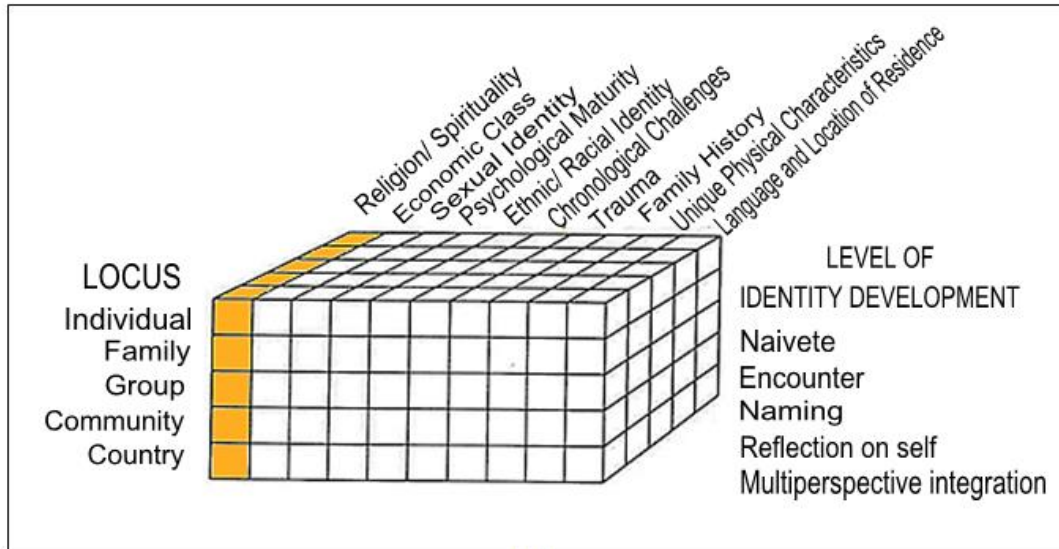 Religion/ Spirituality
Economic Class
Sexual Identity
Psychological Maturity
Ethnic/ Racial Identity
Chronological Challenges
Trauma
Family History
Unique Physical Characteristics
Language and Location of Residence
LOCUS
Individual
Family
Group
Community
Country
LEVEL OF
IDENTITY DEVELOPMENT
Naivete
Encounter
Naming
Reflection on self
Multiperspective integration